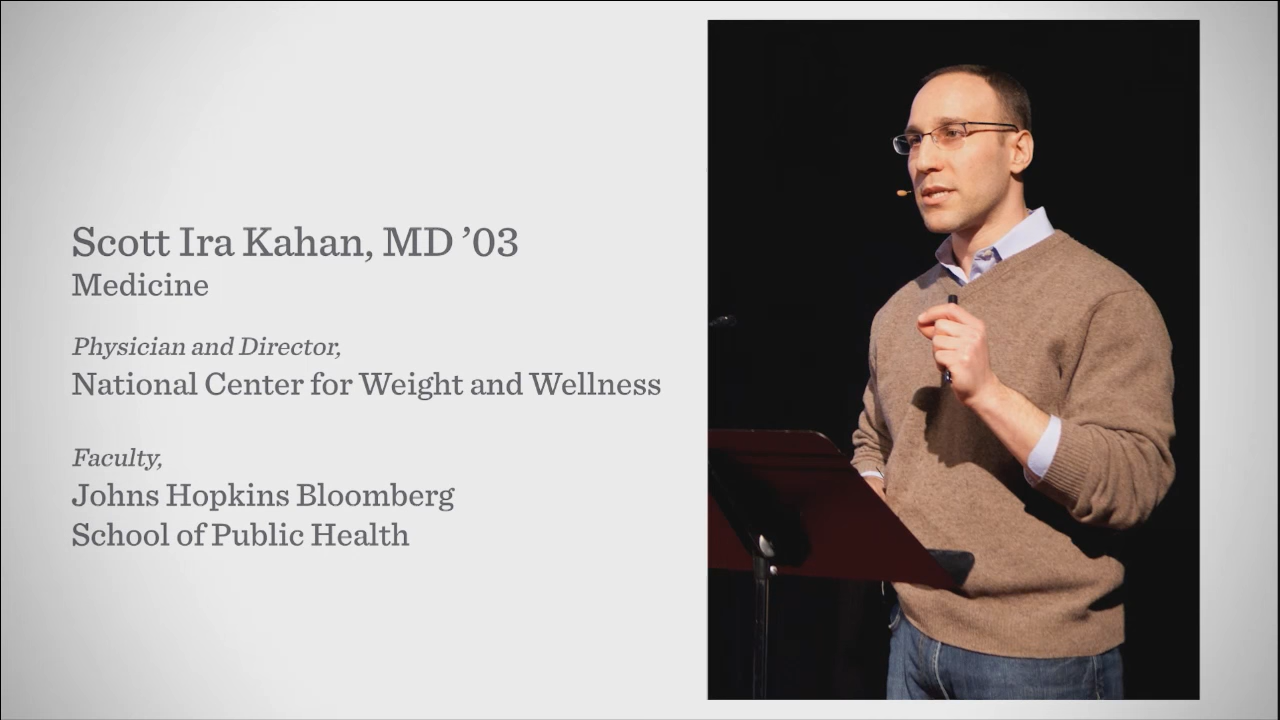 Scott Ira Kahan, MD ’03
Medicine
Physician and Director,
National Center for Weight and Wellness
Faculty,
Johns Hopkins Bloomberg
School of Public Health